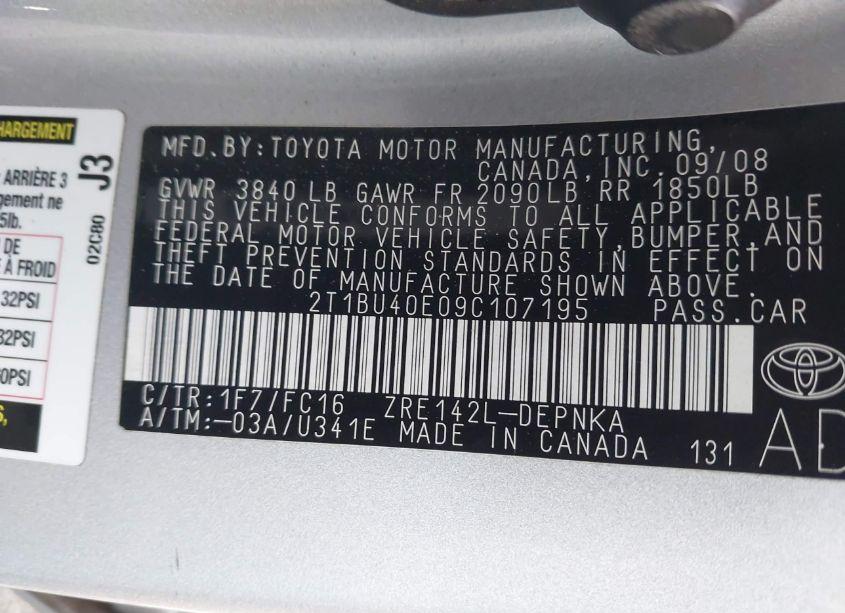 CHARGEMENT
ARRIÈRE 3
gement ne
5lb.
DE
À FROID
32PSI
32PSI
60PSI
J3
02C80
MFD.BY:TOYOTA MOTOR MANUFACTURING,
CANADA,INC.09/08
GVWR 3840 LB GAWR FR 2090LB RR 1850LB
THIS VEHICLE CONFORMS TO ALL APPLICABLE
FEDERAL MOTOR VEHICLE SAFETY,BUMPER,AND
THEFT PREVENTION STANDARDS IN EFFECT ON
THE DATE OF MANUFACTURE SHOWN ABOVE.
2T1BU40E09C107195 PASS.CAR
C/TR:1F7/FC16 ZRE142L-DEPNKA
A/TM:-03A/U341E MADE IN CANADA 131 AD